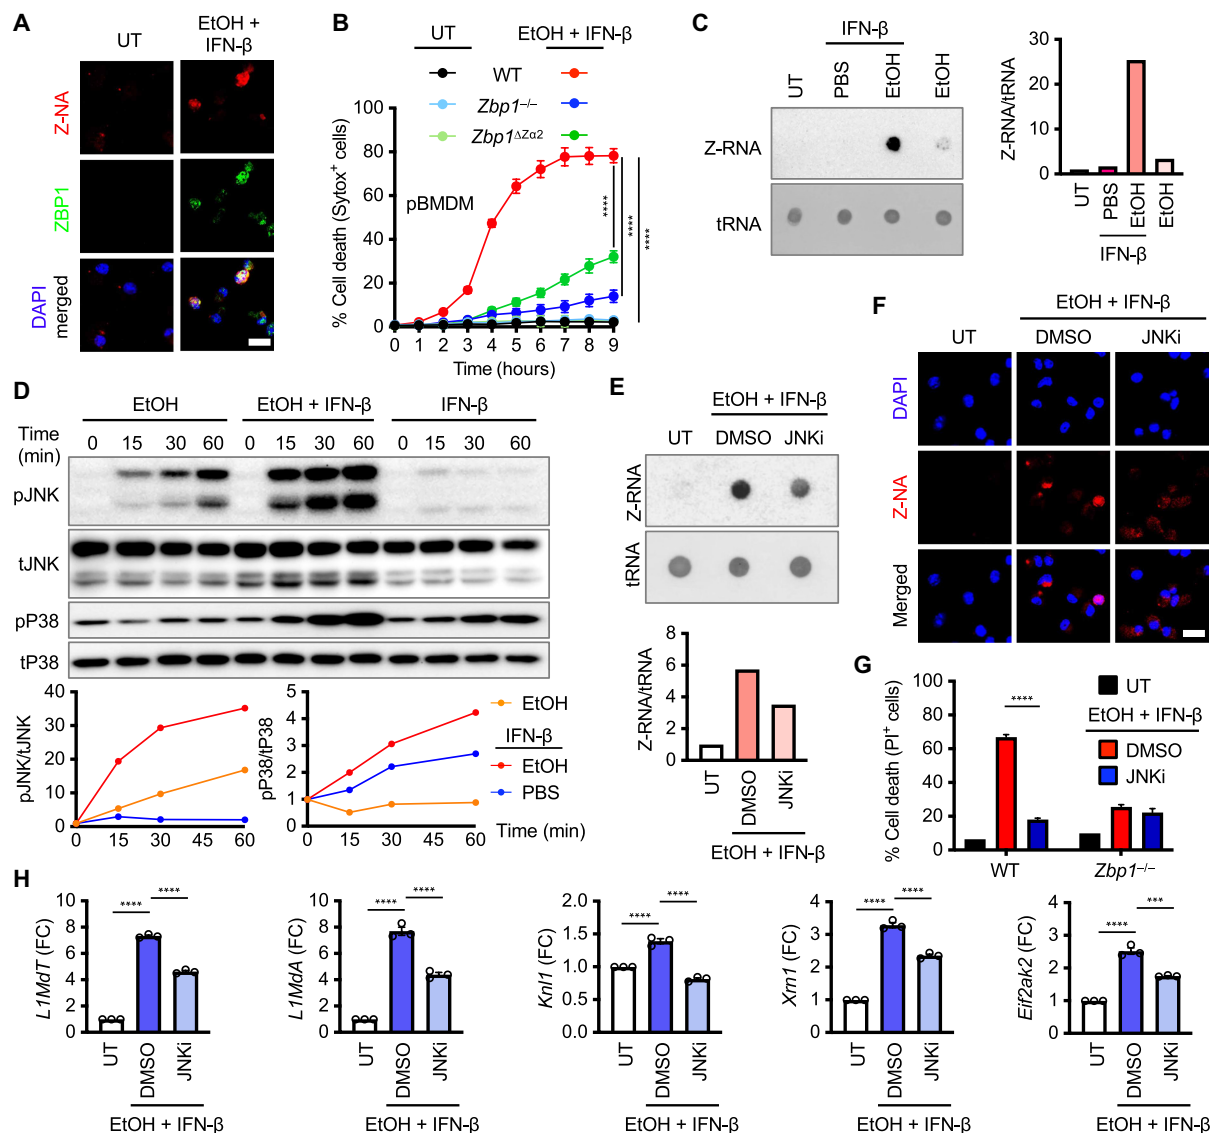 A
UT
EtOH +
IFN-β
Z-NA
ZBP1
DAPI
merged
B
UT
EtOH + IFN-β
WT
Zbp1–/–
Zbp1ΔZα2
pBMDM
% Cell death (Sytox+ cells)
100
80
60
40
20
0
0 1 2 3 4 5 6 7 8 9
Time (hours)
****
****
****
C
IFN-β
UT
PBS
EtOH
EtOH
Z-RNA
tRNA
Z-RNA/tRNA
30
20
10
0
UT
PBS
EtOH
EtOH
IFN-β
D
EtOH
EtOH + IFN-β
IFN-β
Time
(min)
0 15 30 60 0 15 30 60 0 15 30 60
pJNK
tJNK
pP38
tP38
pJNK/tJNK
40
30
20
10
0
0 15 30 45 60
pP38/tP38
5
4
3
2
1
0
0 15 30 45 60
EtOH
IFN-β
EtOH
PBS
Time (min)
E
EtOH + IFN-β
UT
DMSO
JNKi
Z-RNA
tRNA
Z-RNA/tRNA
8
6
4
2
0
UT
DMSO
JNKi
EtOH + IFN-β
F
EtOH + IFN-β
UT
DMSO
JNKi
DAPI
Z-NA
Merged
G
% Cell death (PI+ cells)
100
80
60
40
20
0
****
WT
Zbp1–/–
UT
EtOH + IFN-β
DMSO
JNKi
H
L1MdT (FC)
10
8
6
4
2
0
****
****
UT
DMSO
JNKi
EtOH + IFN-β
L1MdA (FC)
10
8
6
4
2
0
****
****
UT
DMSO
JNKi
EtOH + IFN-β
Knl1 (FC)
2.0
1.5
1.0
0.5
0.0
****
****
UT
DMSO
JNKi
EtOH + IFN-β
Xrn1 (FC)
4
3
2
1
0
****
****
UT
DMSO
JNKi
EtOH + IFN-β
Eif2ak2 (FC)
4
3
2
1
0
****
***
UT
DMSO
JNKi
EtOH + IFN-β